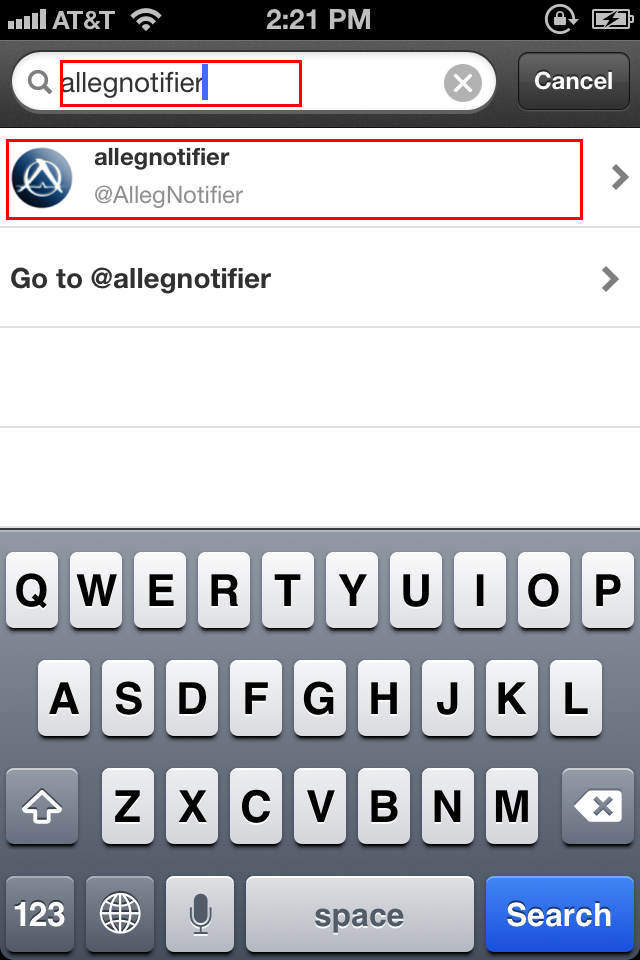 AT&T 2:21 PM
allegnotifier Cancel
allegnotifier
@AllegNotifier
Go to @allegnotifier
Q W E R T Y U I O P
A S D F G H J K L
Z X C V B N M
123 space Search